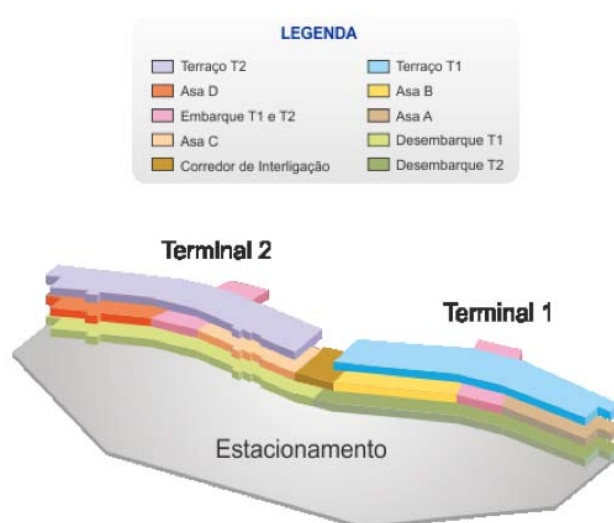 LEGENDA
Terraço T2
Terraço T1
Asa D
Asa B
Embarque T1 e T2
Asa A
Asa C
Desembarque T1
Corredor de Interligação
Desembarque T2
Terminal 2
Terminal 1
Estacionamento